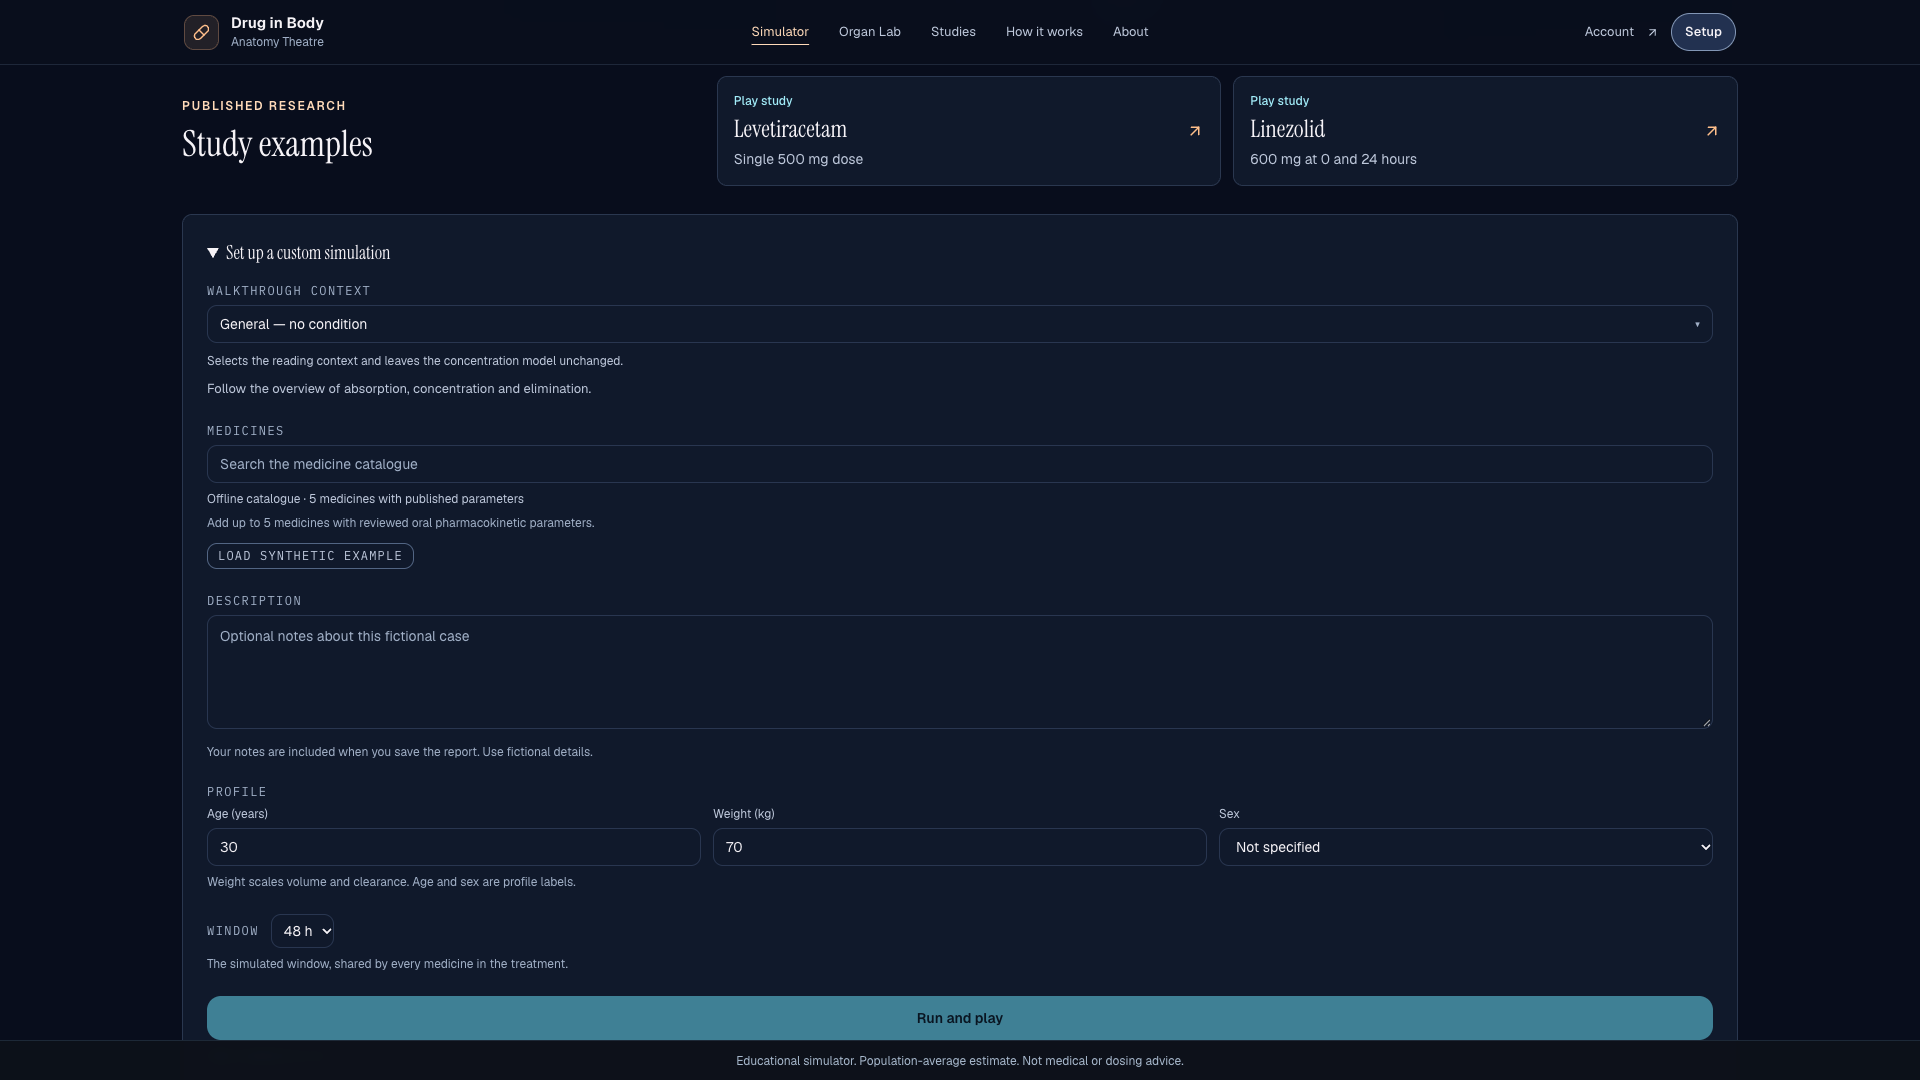 Drug in Body
Anatomy Theatre
Simulator
Organ Lab
Studies
How it works
About
Account
Setup
PUBLISHED RESEARCH
Study examples
Play study
Levetiracetam
Single 500 mg dose
Play study
Linezolid
600 mg at 0 and 24 hours
Set up a custom simulation
WALKTHROUGH CONTEXT
General — no condition
Selects the reading context and leaves the concentration model unchanged.
Follow the overview of absorption, concentration and elimination.
MEDICINES
Search the medicine catalogue
Offline catalogue · 5 medicines with published parameters
Add up to 5 medicines with reviewed oral pharmacokinetic parameters.
LOAD SYNTHETIC EXAMPLE
DESCRIPTION
Optional notes about this fictional case
Your notes are included when you save the report. Use fictional details.
PROFILE
Age (years)
Weight (kg)
Sex
30
70
Not specified
Weight scales volume and clearance. Age and sex are profile labels.
WINDOW
48 h
The simulated window, shared by every medicine in the treatment.
Run and play
Educational simulator. Population-average estimate. Not medical or dosing advice.